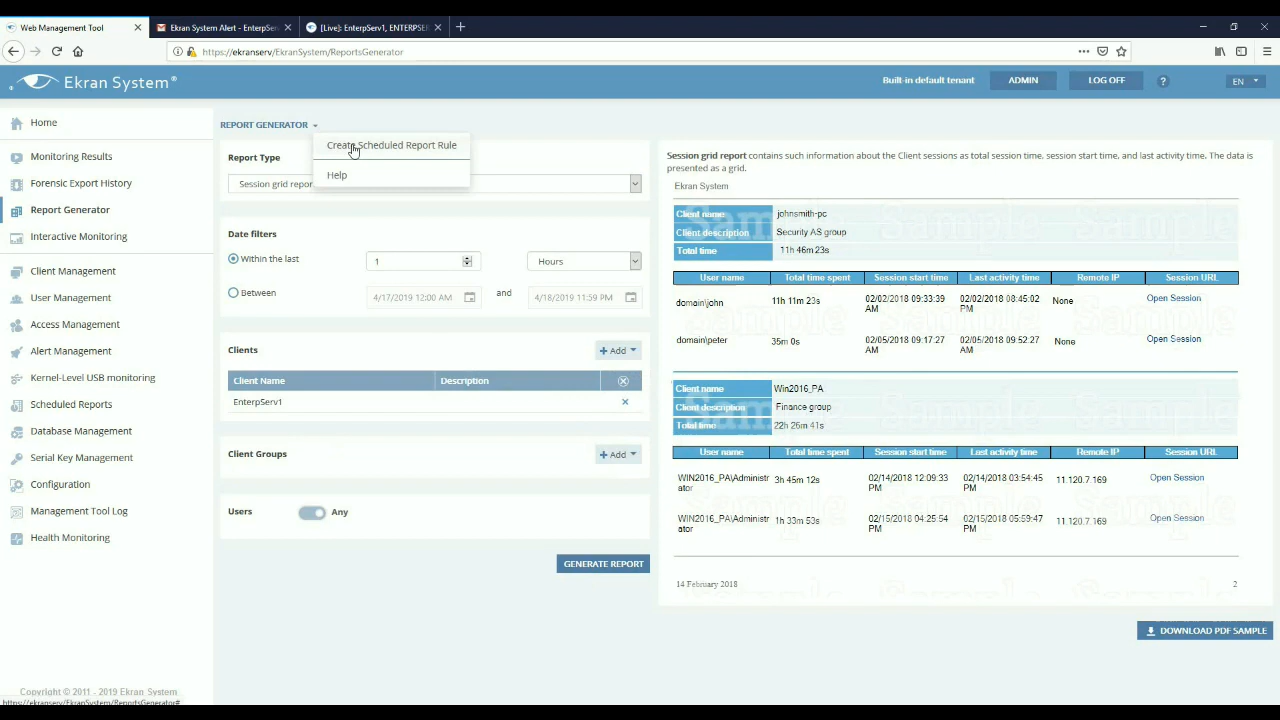 Web Management Tool
Ekran System Alert - EnterpServ
[Live]: EnterpServ1, ENTERPSER
https://ekranserv/EkranSystem/ReportsGenerator
Ekran System®
Built-in default tenant
ADMIN
LOG OFF
?
EN
Home
Monitoring Results
Forensic Export History
Report Generator
Interactive Monitoring
Client Management
User Management
Access Management
Alert Management
Kernel-Level USB monitoring
Scheduled Reports
Database Management
Serial Key Management
Configuration
Management Tool Log
Health Monitoring
Copyright © 2011 - 2019 Ekran System
https://ekranserv/EkranSystem/ReportsGenerator#
REPORT GENERATOR
Create Scheduled Report Rule
Help
Report Type
Session grid report
Date filters
Within the last
1
Hours
Between
4/17/2019 12:00 AM
and
4/18/2019 11:59 PM
Clients
+ Add
Client Name Description
EnterpServ1
Client Groups
+ Add
Users
Any
GENERATE REPORT
Session grid report contains such information about the Client sessions as total session time, session start time, and last activity time. The data is
presented as a grid.
Ekran System
Client name johnsmith-pc
Client description Security AS group
Total time 11h 46m 23s
User name Total time spent Session start time Last activity time Remote IP Session URL
domain\john 11h 11m 23s 02/02/2018 09:33:39 AM 02/02/2018 08:45:02 PM None Open Session
domain\peter 35m 0s 02/05/2018 09:17:27 AM 02/05/2018 09:52:27 AM None Open Session
Client name Win2016_PA
Client description Finance group
Total time 22h 26m 41s
User name Total time spent Session start time Last activity time Remote IP Session URL
WIN2016_PA\Administrator 3h 45m 12s 02/14/2018 12:09:33 PM 02/14/2018 03:54:45 PM 11.120.7.169 Open Session
WIN2016_PA\Administrator 1h 33m 53s 02/15/2018 04:25:54 PM 02/15/2018 05:59:47 PM 11.120.7.169 Open Session
14 February 2018
2
DOWNLOAD PDF SAMPLE